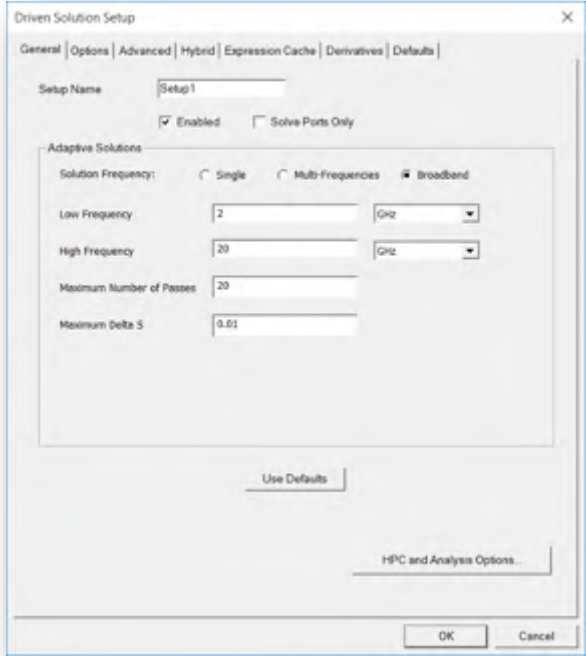 Driven Solution Setup
General Options Advanced Hybrid Expression Cache Derivatives Defaults
Setup Name Setup1
Enabled Solve Ports Only
Adaptive Solutions
Solution Frequency: Single Multi-Frequencies Broadband
Low Frequency 2 GHz
High Frequency 20 GHz
Maximum Number of Passes 20
Maximum Delta S 0.01
Use Defaults
HPC and Analysis Options...
OK Cancel